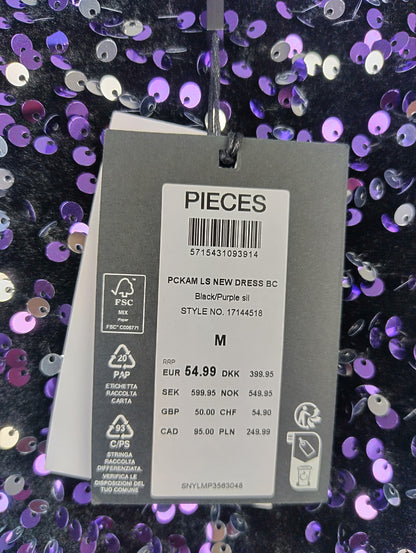 PIECES
5715431093914
PCKAM LS NEW DRESS BC
Black/Purple sil
STYLE NO. 17144518
M
RRP
EUR 54.99 DKK 399.95
SEK 599.95 NOK 549.95
GBP 50.00 CHF 54.90
CAD 95.00 PLN 249.99
SNYLMP3563048
FSC
MIX
Paper
FSC® C006771
20
PAP
ETICHETTA
RACCOLTA
CARTA
93
C/PS
STRINGA
RACCOLTA
DIFFERENZIATA.
VERIFICA LE
DISPOSIZIONI DEL
TUO COMUNE